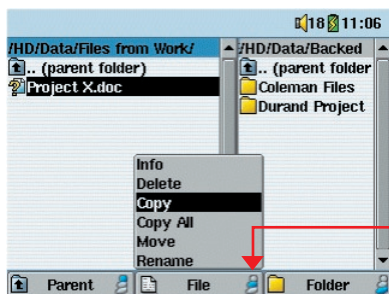 18 11:06
/HD/Data/Files from Work/
.. (parent folder)
Project X.doc
/HD/Data/Backed
.. (parent folder
Coleman Files
Durand Project
Info
Delete
Copy
Copy All
Move
Rename
Parent
File
Folder